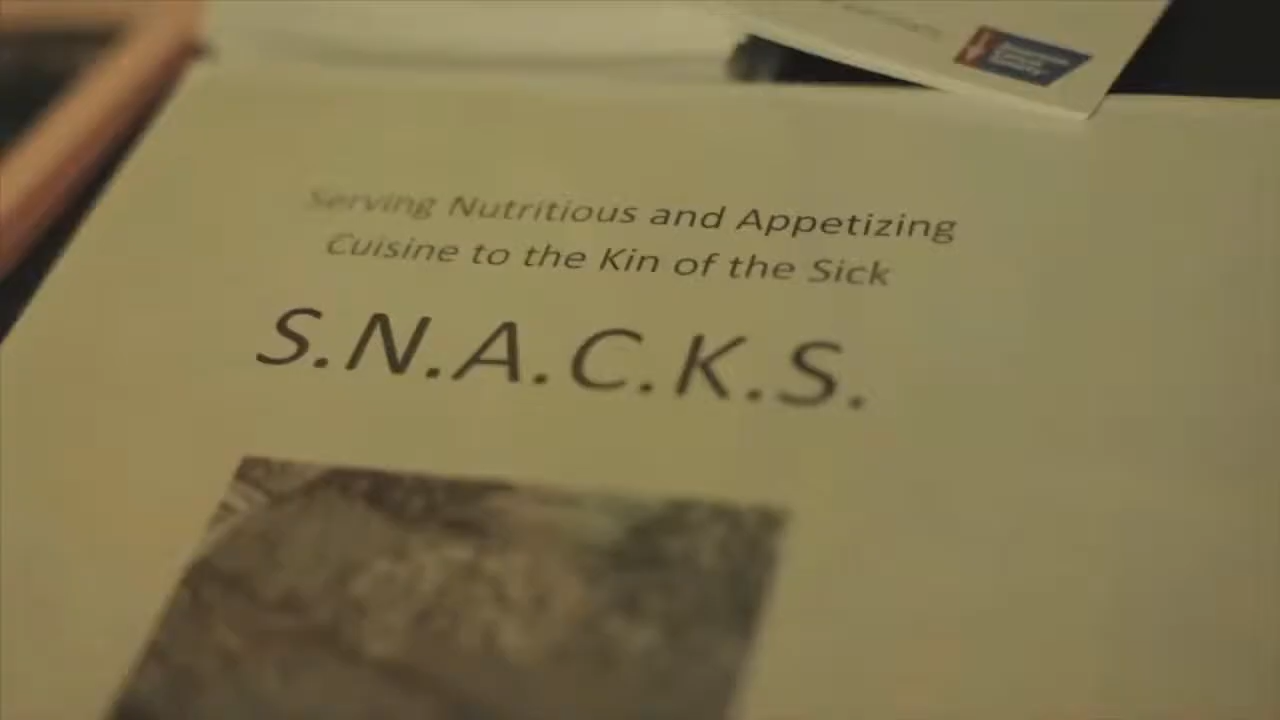 Serving Nutritious and Appetizing
Cuisine to the Kin of the Sick
S.N.A.C.K.S.